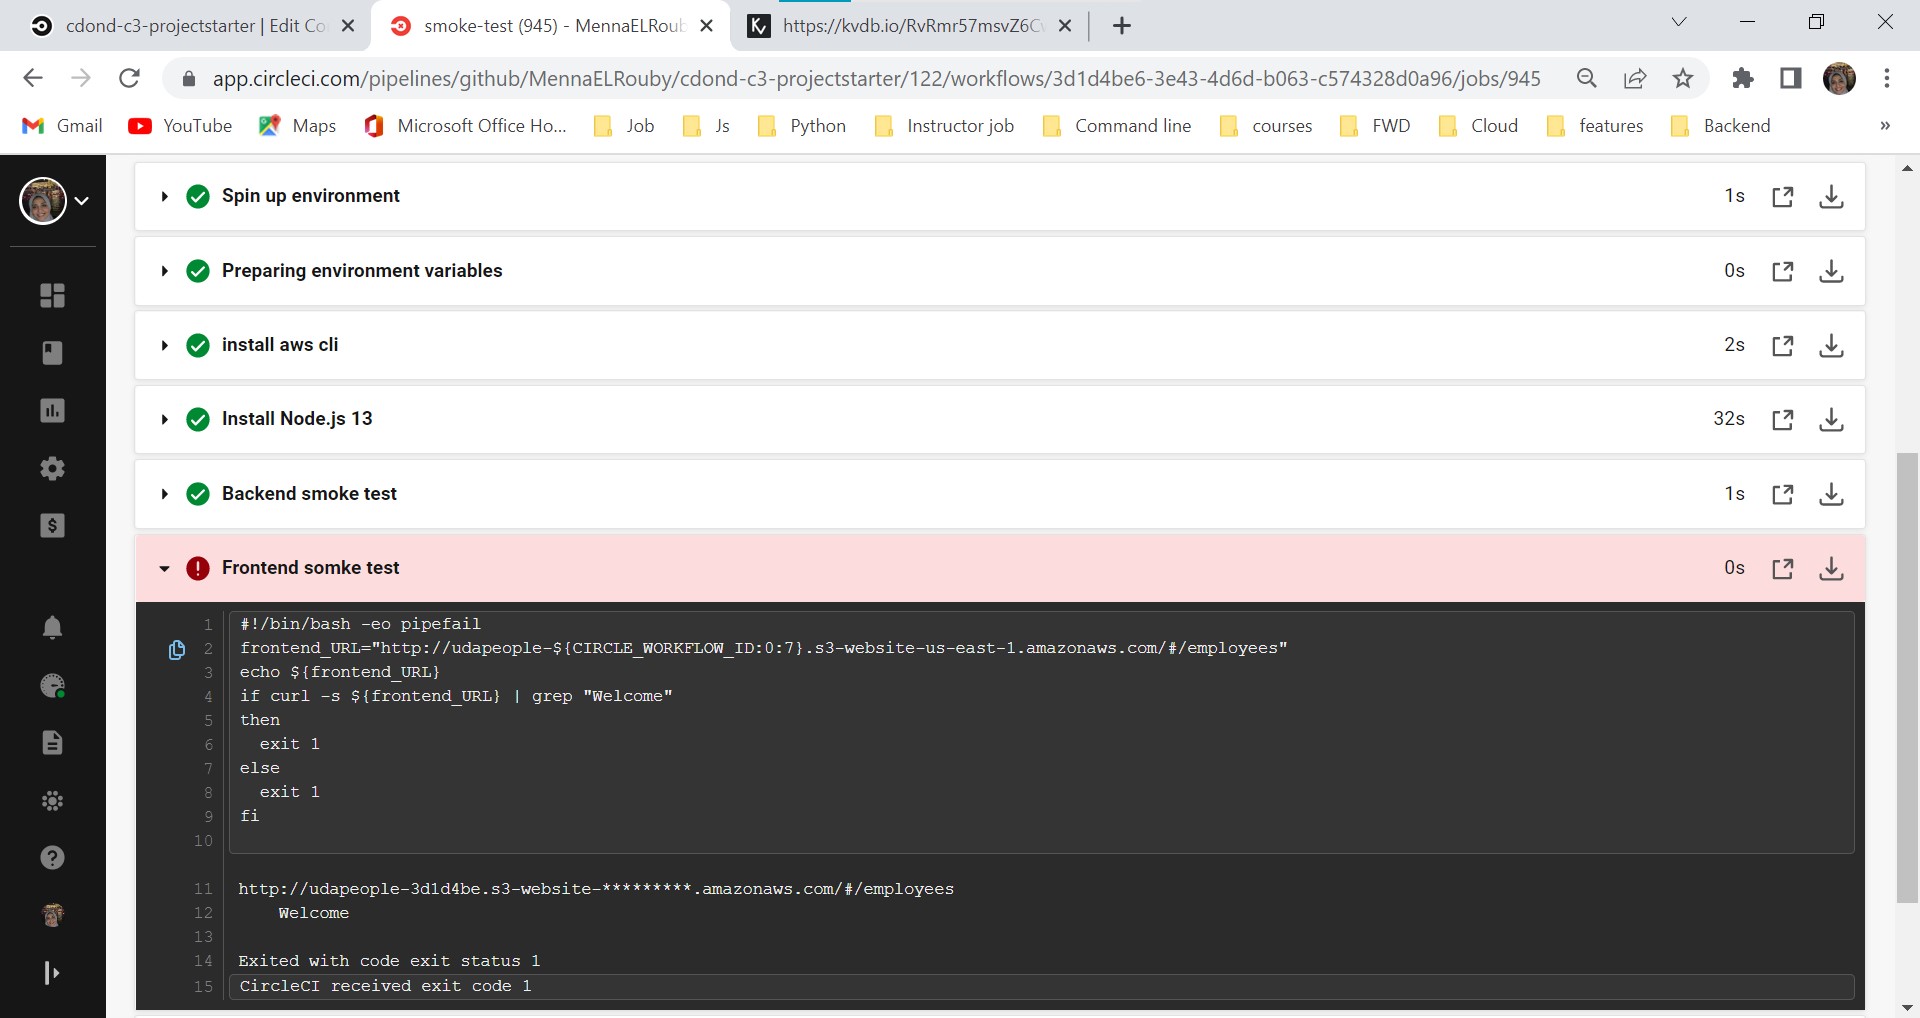 cdond-c3-projectstarter | Edit Co
smoke-test (945) - MennaELRoub
https://kvdb.io/RvRmr57msvZ6C
app.circleci.com/pipelines/github/MennaELRouby/cdond-c3-projectstarter/122/workflows/3d1d4be6-3e43-4d6d-b063-c574328d0a96/jobs/945
Gmail YouTube Maps Microsoft Office Ho... Job Js Python Instructor job Command line courses FWD Cloud features Backend »
Spin up environment 1s
Preparing environment variables 0s
install aws cli 2s
Install Node.js 13 32s
Backend smoke test 1s
Frontend somke test 0s
1 #!/bin/bash -eo pipefail
2 frontend_URL="http://udapeople-${CIRCLE_WORKFLOW_ID:0:7}.s3-website-us-east-1.amazonaws.com/#/employees"
3 echo ${frontend_URL}
4 if curl -s ${frontend_URL} | grep "Welcome"
5 then
6 exit 1
7 else
8 exit 1
9 fi
10
11 http://udapeople-3d1d4be.s3-website-*********.amazonaws.com/#/employees
12 Welcome
13
14 Exited with code exit status 1
15 CircleCI received exit code 1